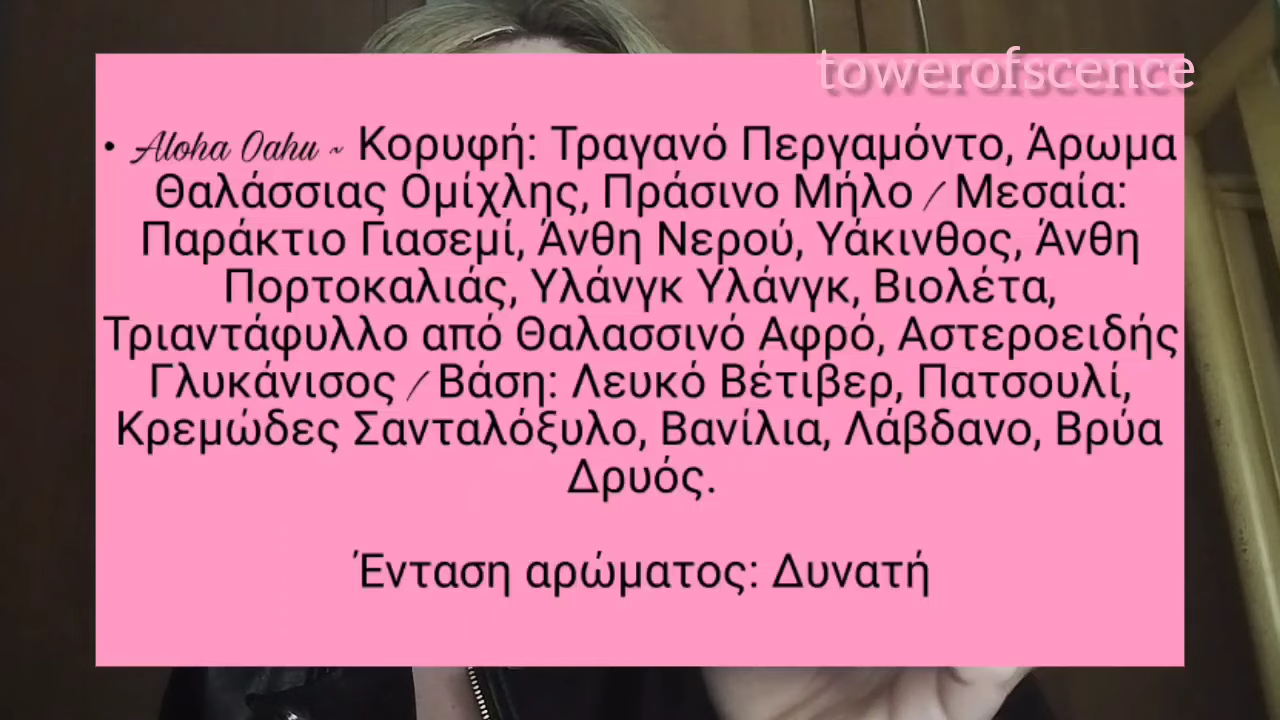 towerofscence
• Aloha Oahu ~ Κορυφή: Τραγανό Περγαμόντο, Άρωμα
Θαλάσσιας Ομίχλης, Πράσινο Μήλο / Μεσαία:
Παράκτιο Γιασεμί, Άνθη Νερού, Υάκινθος, Άνθη
Πορτοκαλιάς, Υλάνγκ Υλάνγκ, Βιολέτα,
Τριαντάφυλλο από Θαλασσινό Αφρό, Αστεροειδής
Γλυκάνισος / Βάση: Λευκό Βέτιβερ, Πατσουλί,
Κρεμώδες Σανταλόξυλο, Βανίλια, Λάβδανο, Βρύα
Δρυός.
Ένταση αρώματος: Δυνατή